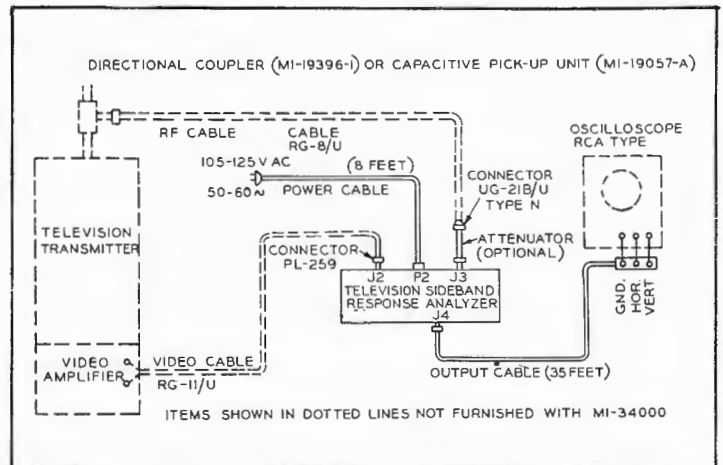 DIRECTIONAL COUPLER (MI-19396-1) OR CAPACITIVE PICK-UP UNIT (MI-19057-A)
RF CABLE
CABLE
RG-8/U
OSCILLOSCOPE
RCA TYPE
105-125V AC
(8 FEET)
50-60~
POWER CABLE
CONNECTOR
UG-21B/U
TYPE N
TELEVISION
TRANSMITTER
CONNECTOR
PL-259
ATTENUATOR
(OPTIONAL)
J2 P2 J3
TELEVISION SIDEBAND
RESPONSE ANALYZER
J4
GND.
HOR.
VERT
VIDEO
AMPLIFIER
VIDEO CABLE
RG-11/U
OUTPUT CABLE (35 FEET)
ITEMS SHOWN IN DOTTED LINES NOT FURNISHED WITH MI-34000